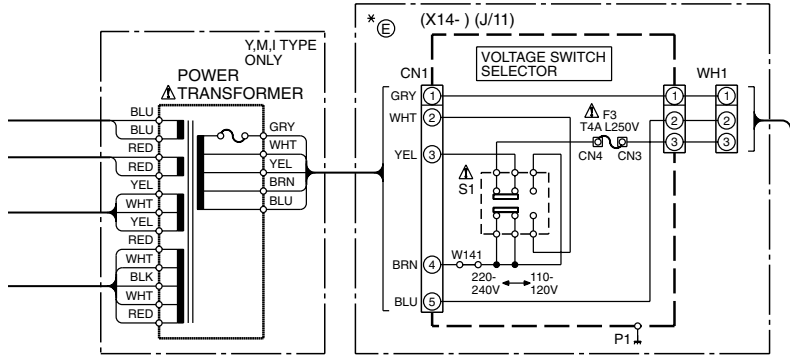 Y,M,I TYPE
ONLY
POWER
TRANSFORMER
BLU
BLU
RED
RED
YEL
WHT
YEL
RED
WHT
BLK
WHT
RED
GRY
WHT
YEL
BRN
BLU
* E (X14- ) (J/11)
VOLTAGE SWITCH
SELECTOR
CN1
GRY 1
WHT 2
YEL 3
BRN 4
BLU 5
F3
T4A L250V
CN4 CN3
S1
W141
220-
240V
110-
120V
1
2
3
WH1
1
2
3
P1